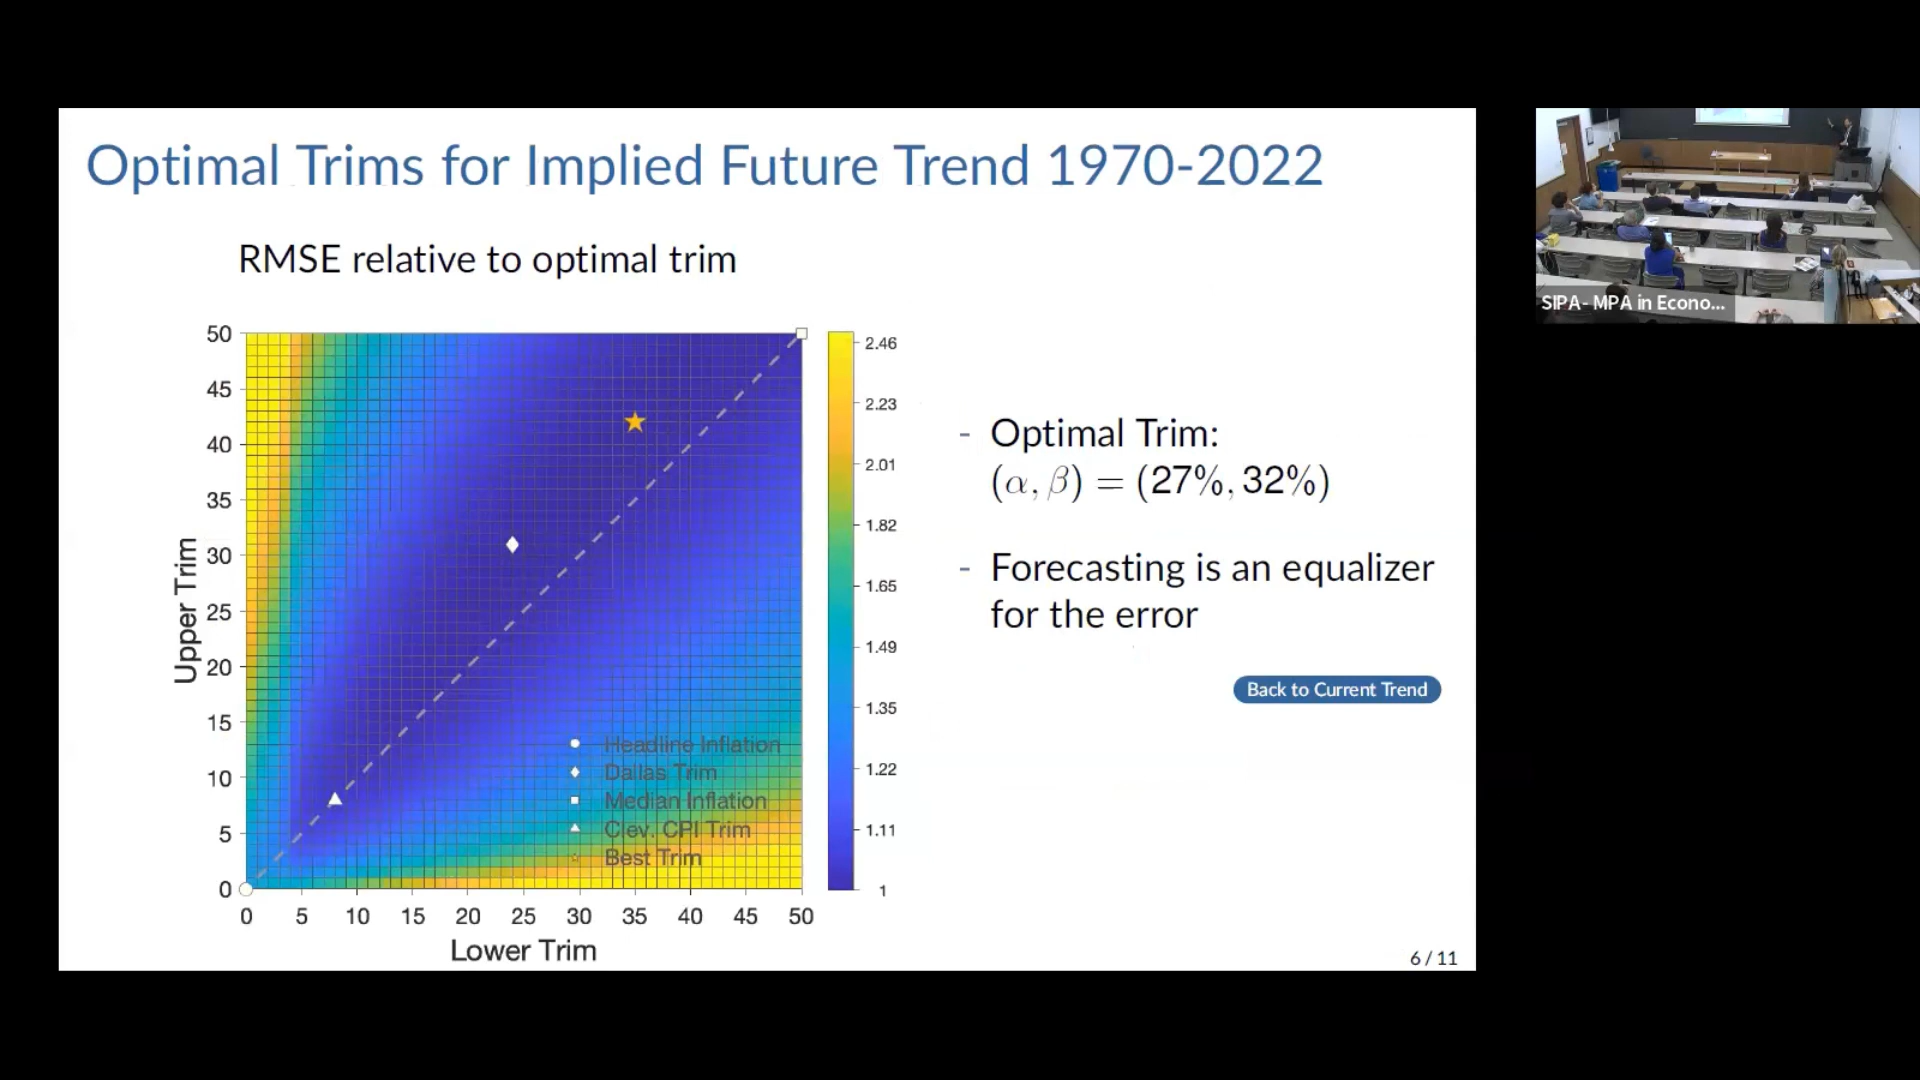 Optimal Trims for Implied Future Trend 1970-2022
RMSE relative to optimal trim
50
45
40
35
30
25
20
15
10
5
0
Upper Trim
0 5 10 15 20 25 30 35 40 45 50
Lower Trim
Headline Inflation
Dallas Trim
Median Inflation
Clev. CPI Trim
Best Trim
2.46
2.23
2.01
1.82
1.65
1.49
1.35
1.22
1.11
1
- Optimal Trim:
(α, β) = (27%, 32%)
- Forecasting is an equalizer
for the error
Back to Current Trend
6 / 11
SIPA- MPA in Econo...